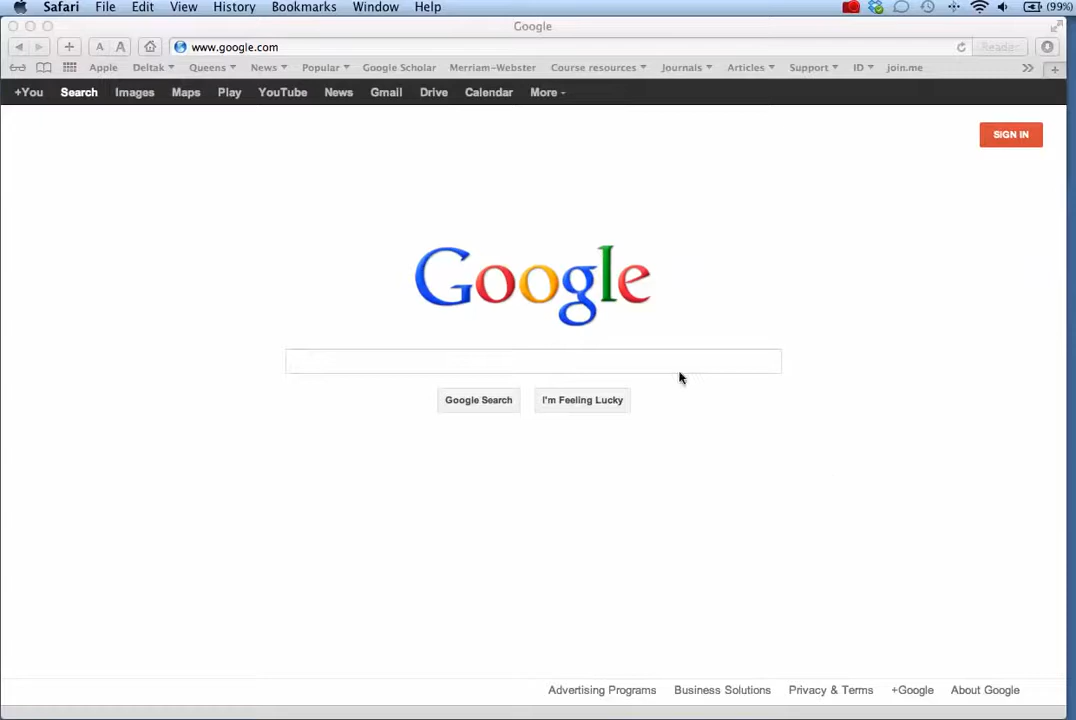 Safari File Edit View History Bookmarks Window Help (99%)
Google
A A www.google.com Reader
Apple Deltak Queens News Popular Google Scholar Merriam-Webster Course resources Journals Articles Support ID join.me
+You Search Images Maps Play YouTube News Gmail Drive Calendar More
SIGN IN
Google
Google Search I'm Feeling Lucky
Advertising Programs Business Solutions Privacy & Terms +Google About Google